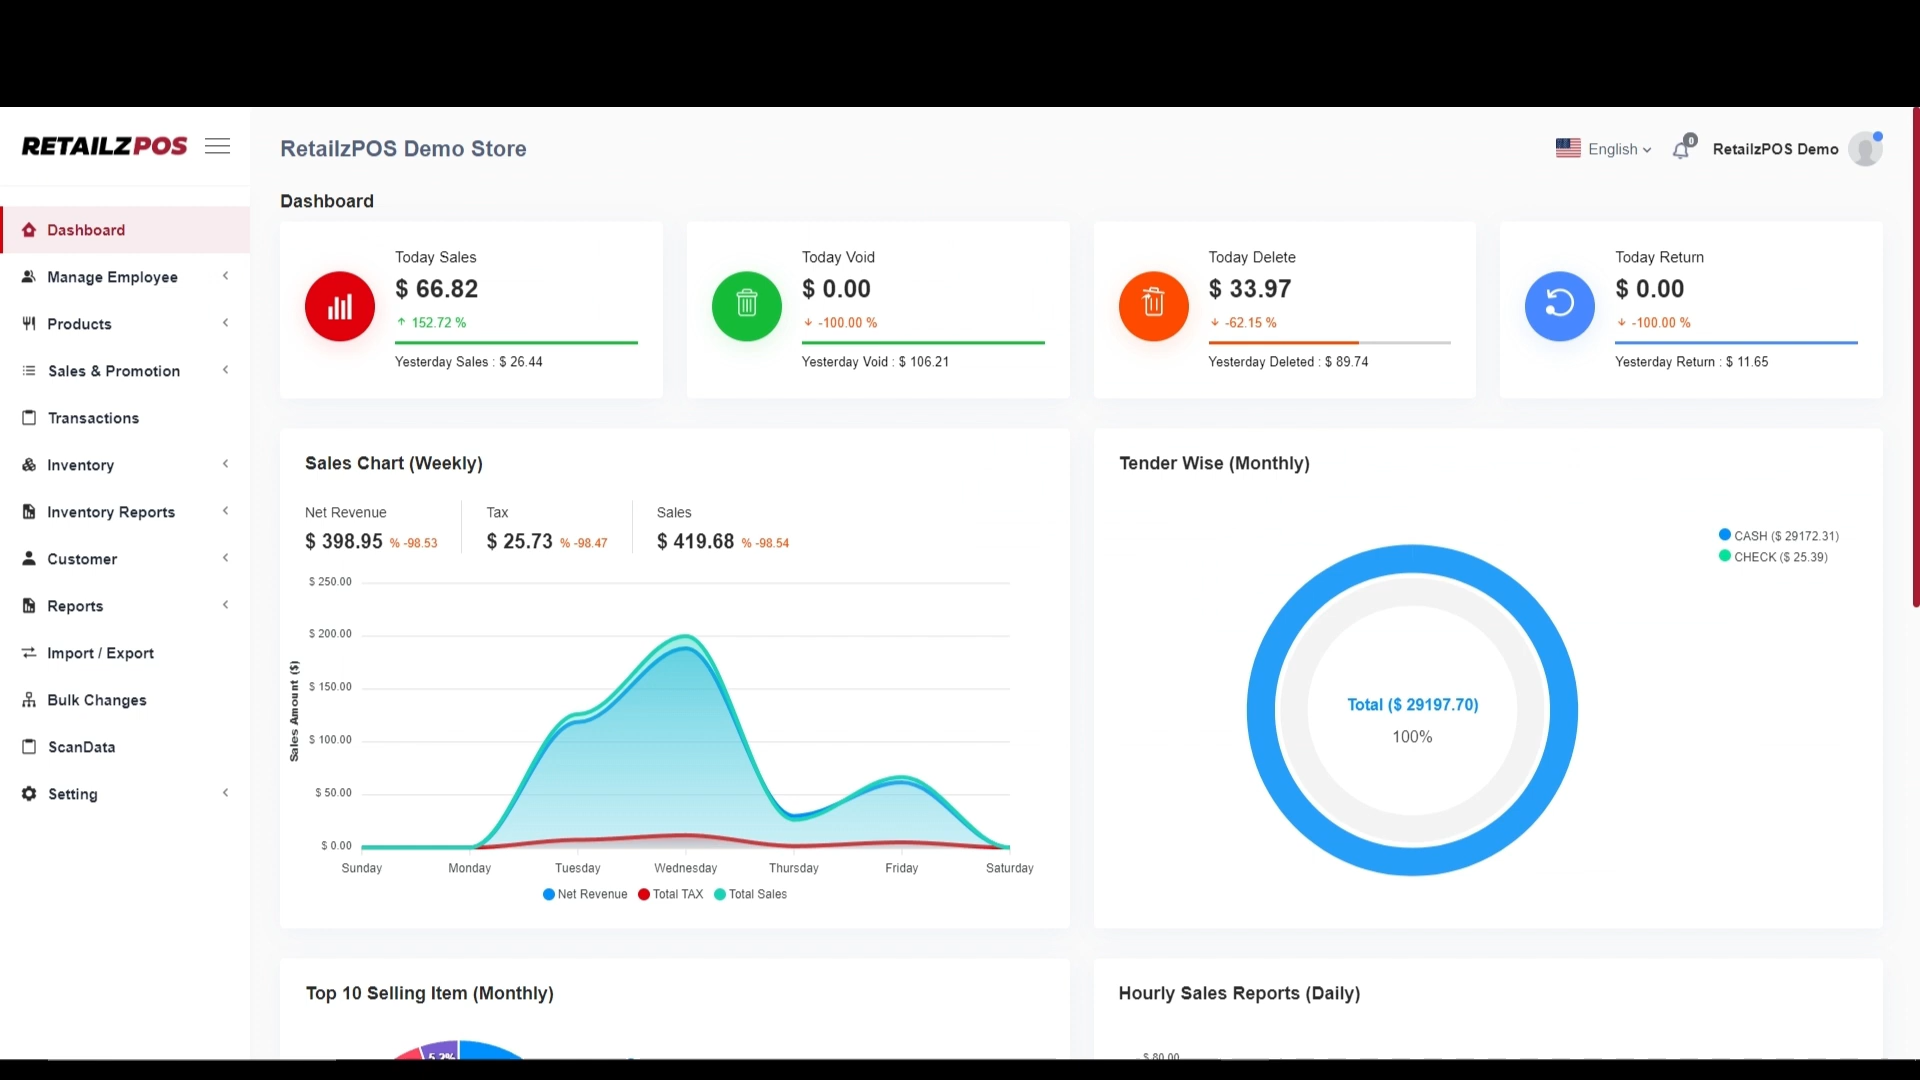 RETAILZPOS
RetailzPOS Demo Store
English
0
RetailzPOS Demo
Dashboard
Manage Employee
Products
Sales & Promotion
Transactions
Inventory
Inventory Reports
Customer
Reports
Import / Export
Bulk Changes
ScanData
Setting
Dashboard
Today Sales
$ 66.82
152.72 %
Yesterday Sales : $ 26.44
Today Void
$ 0.00
-100.00 %
Yesterday Void : $ 106.21
Today Delete
$ 33.97
-62.15 %
Yesterday Deleted : $ 89.74
Today Return
$ 0.00
-100.00 %
Yesterday Return : $ 11.65
Sales Chart (Weekly)
Net Revenue
$ 398.95 % -98.53
Tax
$ 25.73 % -98.47
Sales
$ 419.68 % -98.54
Sales Amount ($)
$ 250.00
$ 200.00
$ 150.00
$ 100.00
$ 50.00
$ 0.00
Sunday Monday Tuesday Wednesday Thursday Friday Saturday
Net Revenue Total TAX Total Sales
Tender Wise (Monthly)
CASH ($ 29172.31)
CHECK ($ 25.39)
Total ($ 29197.70)
100%
Top 10 Selling Item (Monthly)
5.2%
Hourly Sales Reports (Daily)
$ 80.00